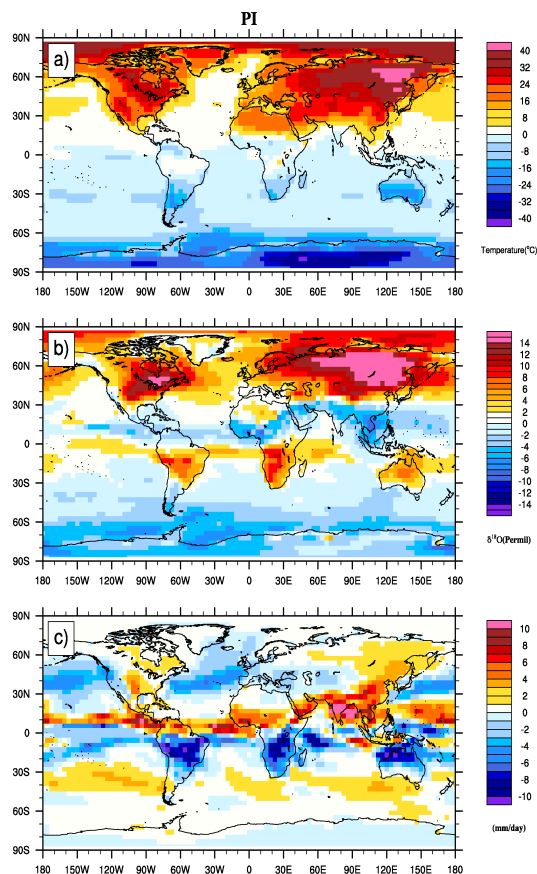 PI
a)
90N
60N
30N
0
30S
60S
90S
180 150W 120W 90W 60W 30W 0 30E 60E 90E 120E 150E 180
40
32
24
16
8
0
-8
-16
-24
-32
-40
Temperature(°C)
b)
90N
60N
30N
0
30S
60S
90S
180 150W 120W 90W 60W 30W 0 30E 60E 90E 120E 150E 180
14
12
10
8
6
4
2
0
-2
-4
-6
-8
-10
-12
-14
δ¹⁸O(Permil)
c)
90N
60N
30N
0
30S
60S
90S
180 150W 120W 90W 60W 30W 0 30E 60E 90E 120E 150E 180
10
8
6
4
2
0
-2
-4
-6
-8
-10
(mm/day)